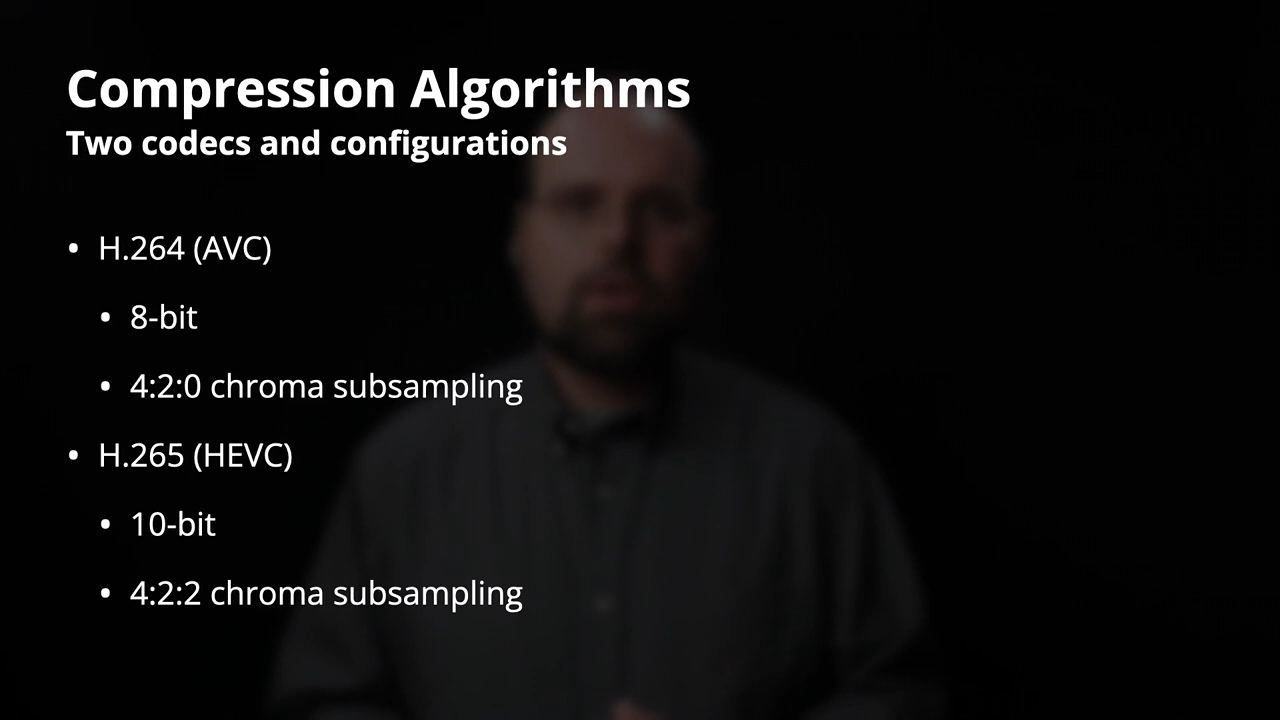 Compression Algorithms
Two codecs and configurations
• H.264 (AVC)
• 8-bit
• 4:2:0 chroma subsampling
• H.265 (HEVC)
• 10-bit
• 4:2:2 chroma subsampling